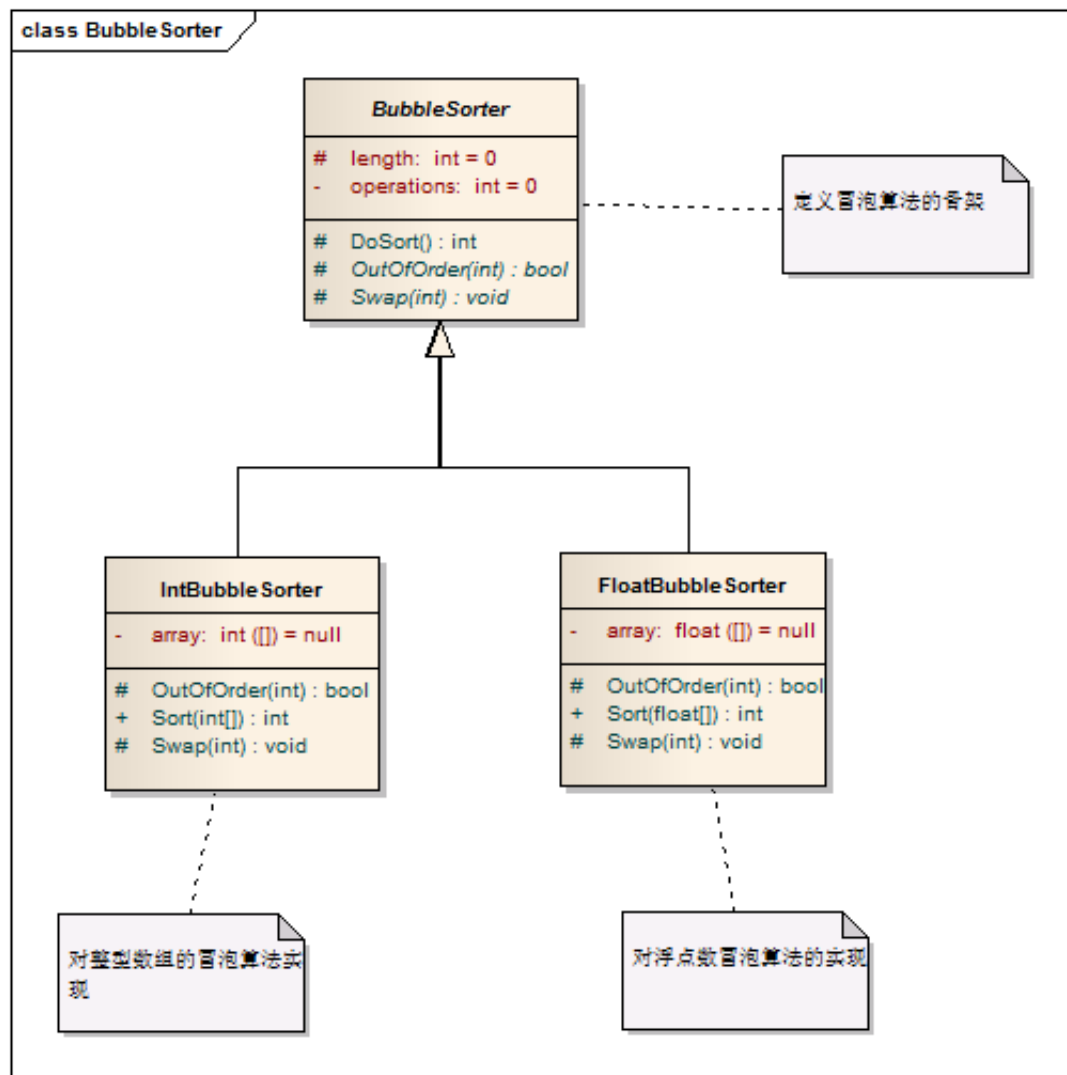 class BubbleSorter
BubbleSorter
# length: int = 0
- operations: int = 0
# DoSort() : int
# OutOfOrder(int) : bool
# Swap(int) : void
定义冒泡算法的骨架
IntBubbleSorter
- array: int ([]) = null
# OutOfOrder(int) : bool
+ Sort(int[]) : int
# Swap(int) : void
FloatBubbleSorter
- array: float ([]) = null
# OutOfOrder(int) : bool
+ Sort(float[]) : int
# Swap(int) : void
对整型数组的冒泡算法实
现
对浮点数冒泡算法的实现